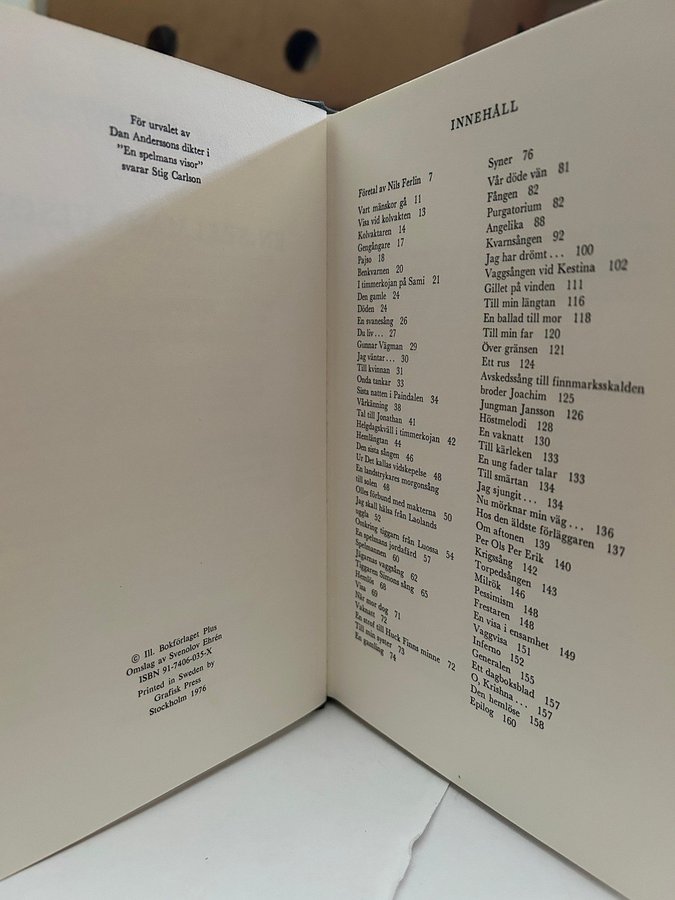 För urvalet av
Dan Anderssons dikter i
"En spelmans visor"
svarar Stig Carlson
© Ill. Bokförlaget Plus
Omslag av Svenolov Ehrén
ISBN 91-7406-035-X
Printed in Sweden by
Grafisk Press
Stockholm 1976
INNEHÅLL
Företal av Nils Ferlin 7
Vart mänskor gå 11
Visa vid kolvakten 13
Kolvaktaren 14
Gengångare 17
Pajso 18
Benkvarnen 20
I timmerkojan på Sami 21
Den gamle 24
Döden 24
En svanesång 26
Du liv... 27
Gunnar Vägman 29
Jag väntar... 30
Till kvinnan 31
Onda tankar 33
Sista natten i Paindalen 34
Vårkänning 38
Tal till Jonathan 41
Helgdagskväll i timmerkojan 42
Hemlängtan 44
Den sista sången 46
Ur Det kallas vidskepelse 48
En landstrykares morgonsång
till solen 48
Olles förbund med makterna 50
Jag skall hälsa från Laolands
uggla 52
Omkring tiggarn från Luossa 54
En spelmans jordafärd 57
Spelmannen 60
Jägarnas vaggsång 62
Tiggaren Simons sång 65
Hemlös 68
Visa 69
När mor dog 71
Vaknatt 72
En strof till Huck Finns minne 72
Till min syster 73
En gamling 74
Syner 76
Vår döde vän 81
Fången 82
Purgatorium 82
Angelika 88
Kvarnsången 92
Jag har drömt... 100
Vaggsången vid Kestina 102
Gillet på vinden 111
Till min längtan 116
En ballad till mor 118
Till min far 120
Över gränsen 121
Ett rus 124
Avskedssång till finnmarksskalden
broder Joachim 125
Jungman Jansson 126
Höstmelodi 128
En vaknatt 130
Till kärleken 133
En ung fader talar 133
Till smärtan 134
Jag sjungit... 134
Nu mörknar min väg... 136
Hos den äldste förläggaren 137
Om aftonen 139
Per Ols Per Erik 140
Krigssång 142
Torpedsången 143
Milrök 146
Pessimism 148
Frestaren 148
En visa i ensamhet 149
Vaggvisa 151
Inferno 152
Generalen 155
Ett dagboksblad 157
O, Krishna... 157
Den hemlöse 158
Epilog 160